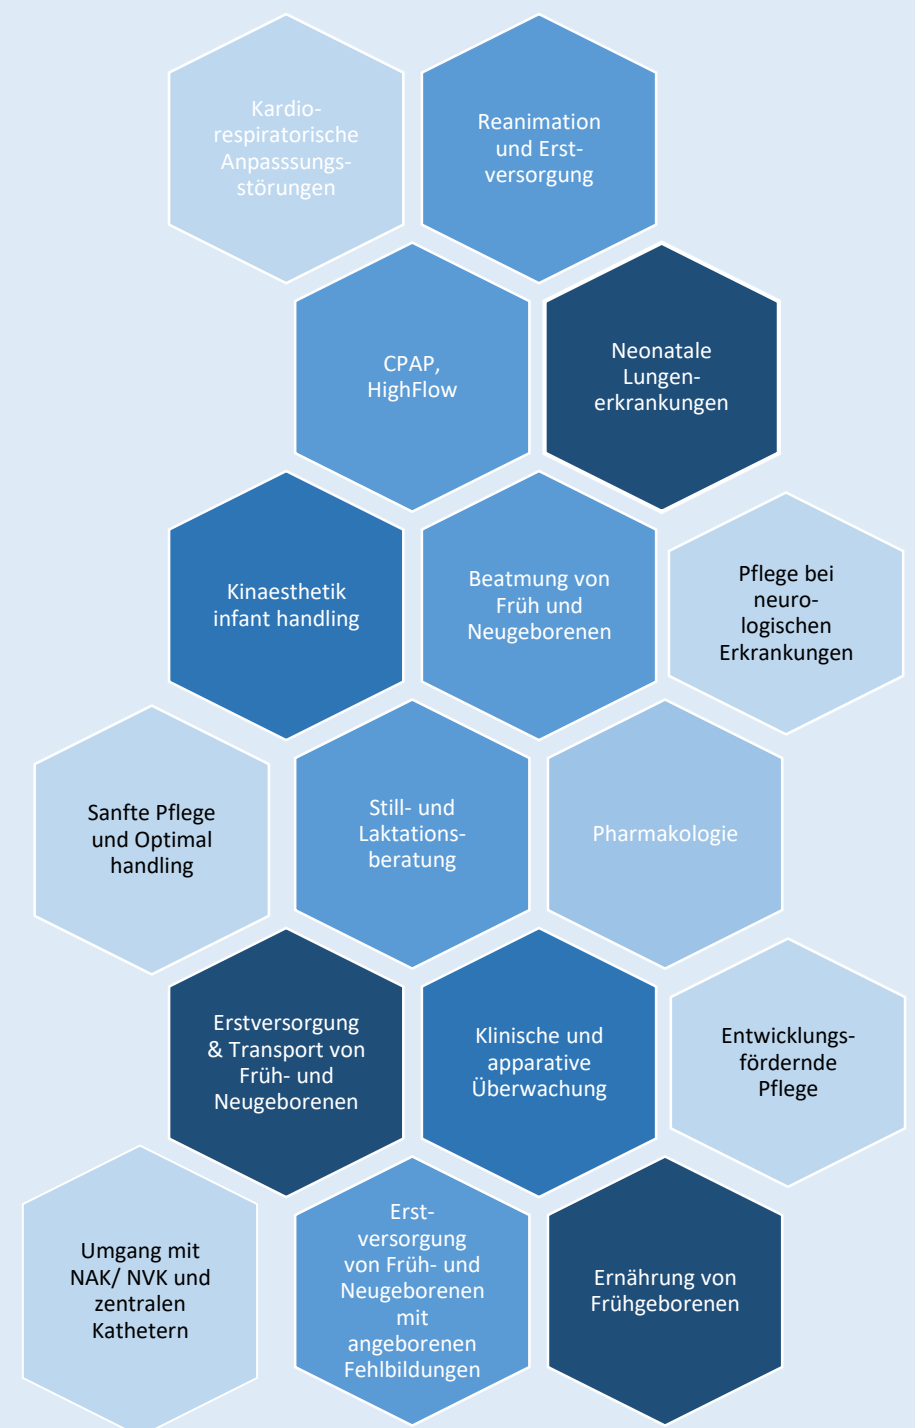 Kardio-
respiratorische
Anpasssungs-
störungen
Reanimation
und Erst-
versorgung
CPAP,
HighFlow
Neonatale
Lungen-
erkrankungen
Kinaesthetik
infant handling
Beatmung von
Früh und
Neugeborenen
Pflege bei
neuro-
logischen
Erkrankungen
Sanfte Pflege
und Optimal
handling
Still- und
Laktations-
beratung
Pharmakologie
Erstversorgung
& Transport von
Früh- und
Neugeborenen
Klinische und
apparative
Überwachung
Entwicklungs-
fördernde
Pflege
Umgang mit
NAK/ NVK und
zentralen
Kathetern
Erst-
versorgung
von Früh- und
Neugeborenen
mit
angeborenen
Fehlbildungen
Ernährung von
Frühgeborenen